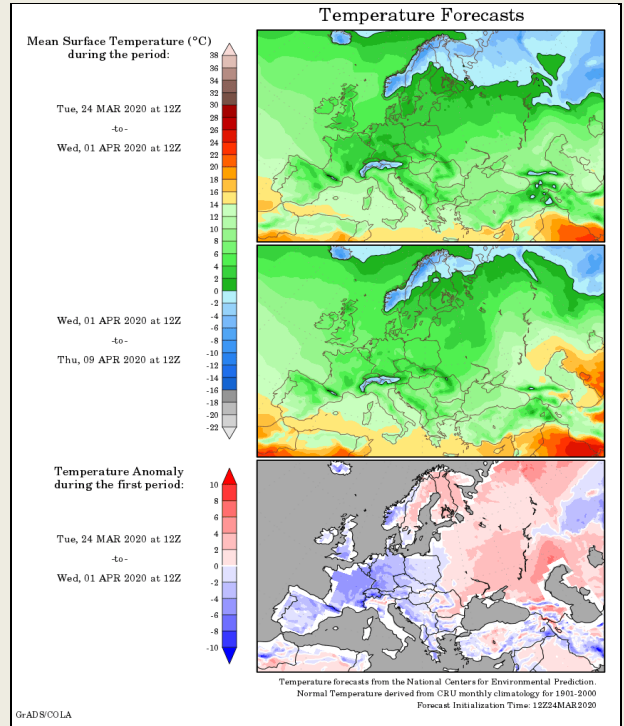 Temperature Forecasts
Mean Surface Temperature (°C)
during the period:
38
36
34
32
30
28
26
24
22
20
18
16
14
12
10
8
6
4
2
0
-2
-4
-6
-8
-10
-12
-14
-16
-18
-20
-22
Tue, 24 MAR 2020 at 12Z
-to-
Wed, 01 APR 2020 at 12Z
Wed, 01 APR 2020 at 12Z
-to-
Thu, 09 APR 2020 at 12Z
Temperature Anomaly
during the first period:
10
8
6
4
2
0
-2
-4
-6
-8
-10
Tue, 24 MAR 2020 at 12Z
-to-
Wed, 01 APR 2020 at 12Z
Temperature forecasts from the National Centers for Environmental Prediction.
Normal Temperature derived from CRU monthly climatology for 1901-2000
Forecast Initialization Time: 12Z24MAR2020
GrADS/COLA